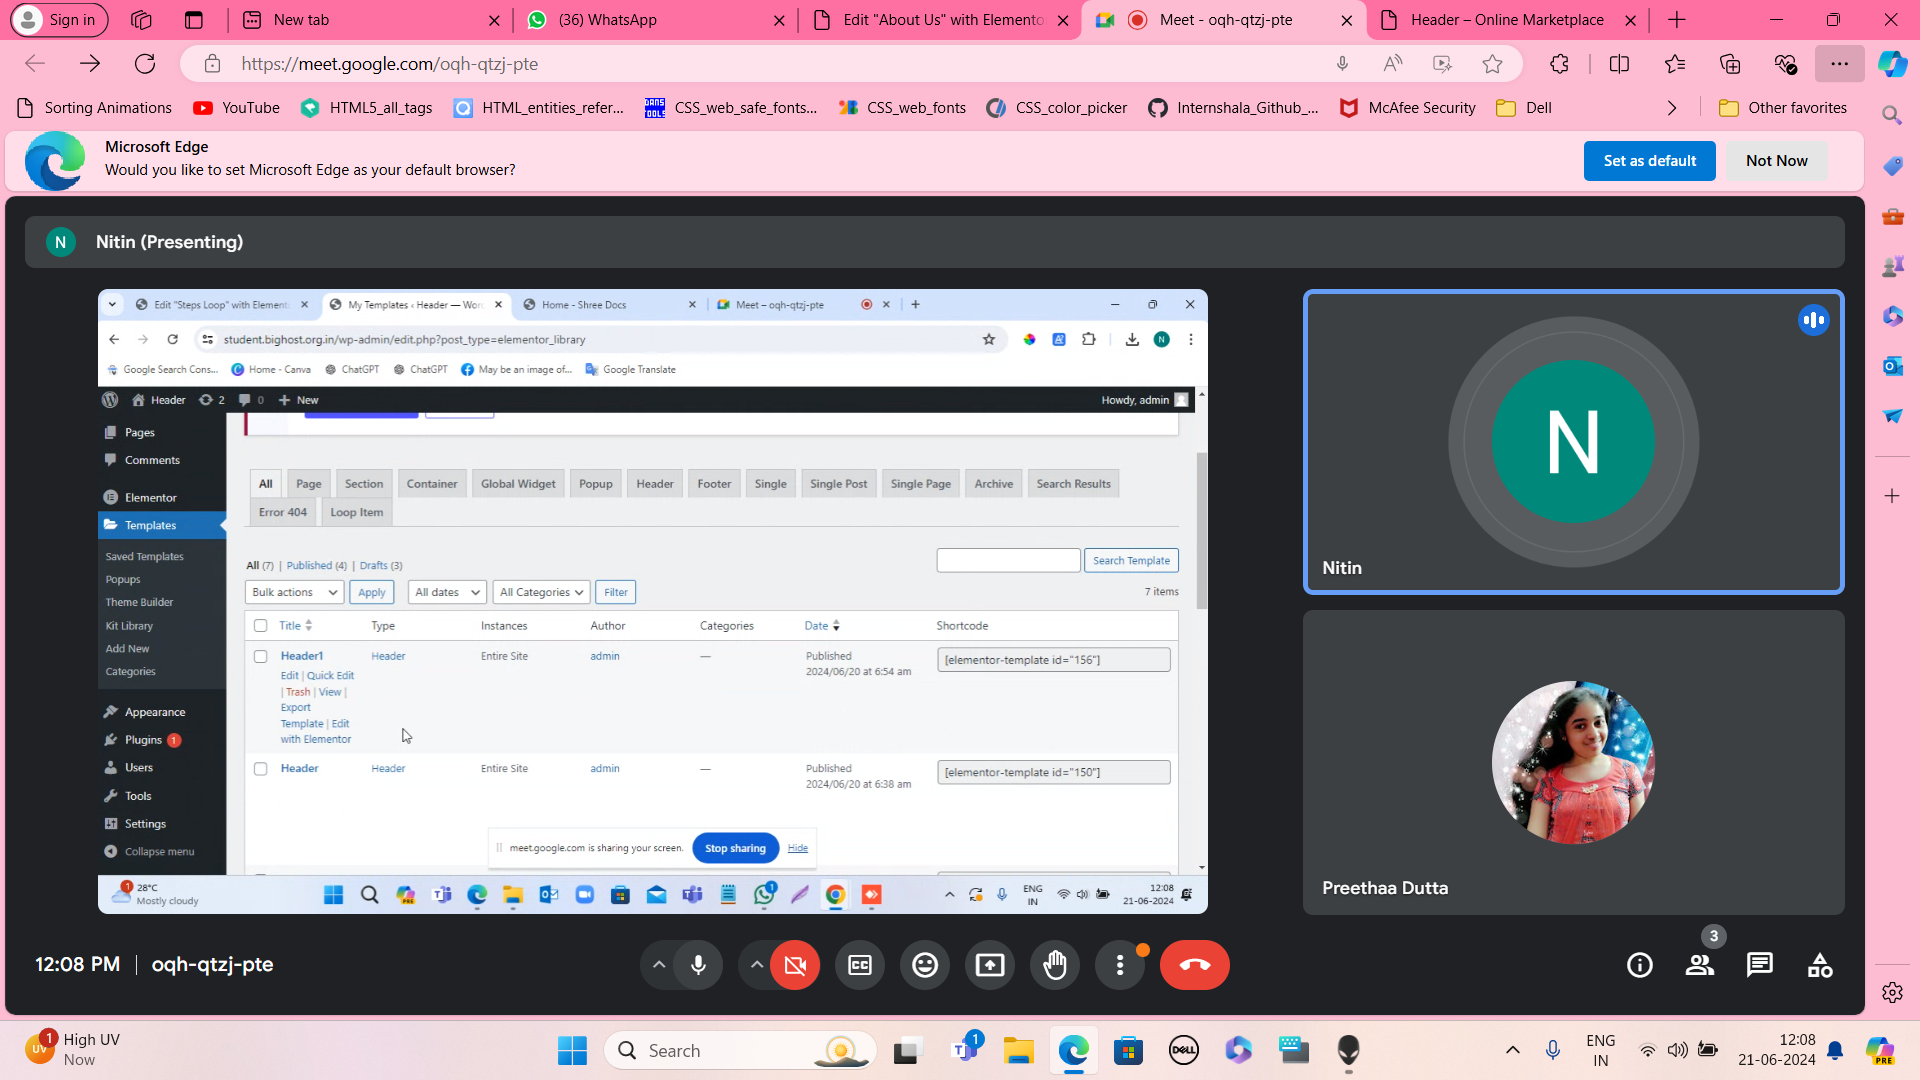 Sign in
New tab
(36) WhatsApp
Edit "About Us" with Elemento
Meet - oqh-qtzj-pte
Header – Online Marketplace
https://meet.google.com/oqh-qtzj-pte
Sorting Animations
YouTube
HTML5_all_tags
HTML_entities_refer...
CSS_web_safe_fonts...
CSS_web_fonts
CSS_color_picker
Internshala_Github_...
McAfee Security
Dell
Other favorites
Microsoft Edge
Would you like to set Microsoft Edge as your default browser?
Set as default
Not Now
N
Nitin (Presenting)
Edit "Steps Loop" with Elementor
My Templates ‹ Header — Wor
Home - Shree Docs
Meet – oqh-qtzj-pte
student.bighost.org.in/wp-admin/edit.php?post_type=elementor_library
N
Google Search Cons...
Home - Canva
ChatGPT
ChatGPT
May be an image of...
Google Translate
Header
2
0
New
Howdy, admin
Pages
Comments
Elementor
Templates
Saved Templates
Popups
Theme Builder
Kit Library
Add New
Categories
Appearance
Plugins 1
Users
Tools
Settings
Collapse menu
All
Page
Section
Container
Global Widget
Popup
Header
Footer
Single
Single Post
Single Page
Archive
Search Results
Error 404
Loop Item
All (7) | Published (4) | Drafts (3)
Search Template
Bulk actions
Apply
All dates
All Categories
Filter
7 items
Title
Type
Instances
Author
Categories
Date
Shortcode
Header1
Header
Entire Site
admin
—
Published
2024/06/20 at 6:54 am
[elementor-template id="156"]
Edit | Quick Edit
| Trash | View |
Export
Template | Edit
with Elementor
Header
Header
Entire Site
admin
—
Published
2024/06/20 at 6:38 am
[elementor-template id="150"]
meet.google.com is sharing your screen.
Stop sharing
Hide
1
28°C
Mostly cloudy
PRE
1
ENG
IN
12:08
21-06-2024
N
Nitin
Preethaa Dutta
12:08 PM
oqh-qtzj-pte
CC
3
1
UV
High UV
Now
Search
1
DELL
ENG
IN
12:08
21-06-2024
PRE